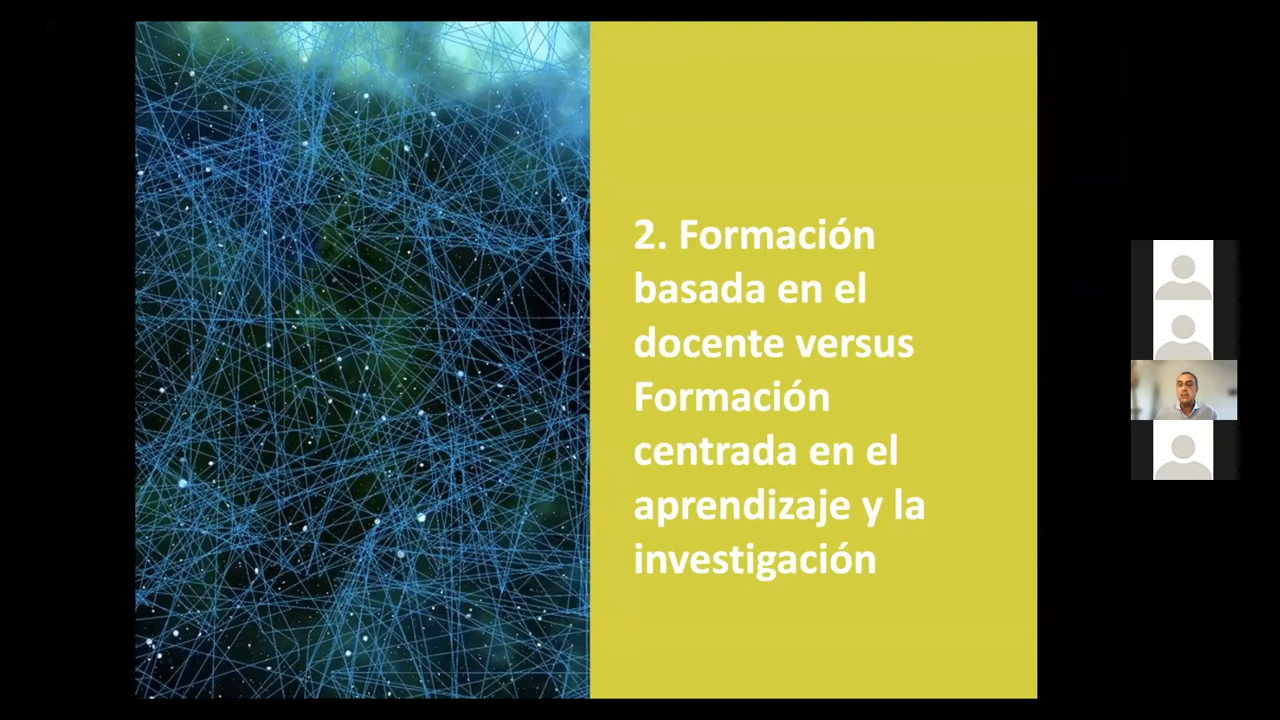 2. Formación
basada en el
docente versus
Formación
centrada en el
aprendizaje y la
investigación